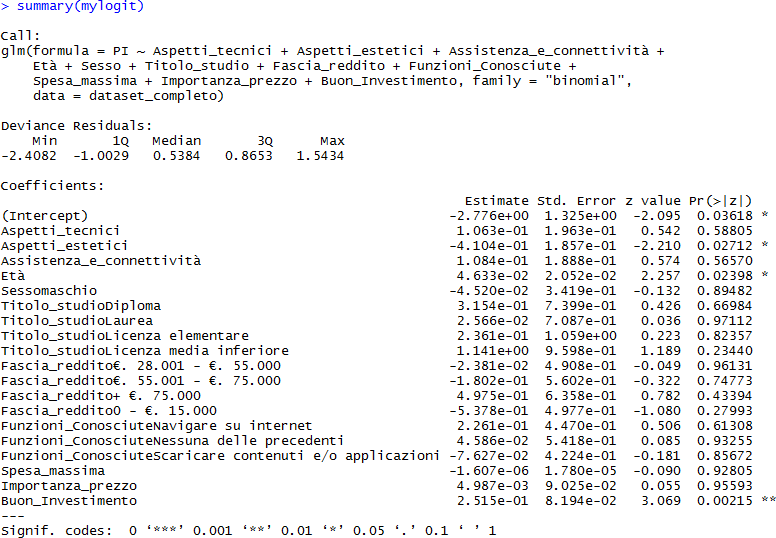 > summary(mylogit)
Call:
glm(formula = PI ~ Aspetti_tecnici + Aspetti_estetici + Assistenza_e_connettività +
Età + Sesso + Titolo_studio + Fascia_reddito + Funzioni_Conosciute +
Spesa_massima + Importanza_prezzo + Buon_Investimento, family = "binomial",
data = dataset_completo)
Deviance Residuals:
Min 1Q Median 3Q Max
-2.4082 -1.0029 0.5384 0.8653 1.5434
Coefficients:
Estimate Std. Error z value Pr(>|z|)
(Intercept) -2.776e+00 1.325e+00 -2.095 0.03618 *
Aspetti_tecnici 1.063e-01 1.963e-01 0.542 0.58805
Aspetti_estetici -4.104e-01 1.857e-01 -2.210 0.02712 *
Assistenza_e_connettività 1.084e-01 1.888e-01 0.574 0.56570
Età 4.633e-02 2.052e-02 2.257 0.02398 *
Sessomaschio -4.520e-02 3.419e-01 -0.132 0.89482
Titolo_studioDiploma 3.154e-01 7.399e-01 0.426 0.66984
Titolo_studioLaurea 2.566e-02 7.087e-01 0.036 0.97112
Titolo_studioLicenza elementare 2.361e-01 1.059e+00 0.223 0.82357
Titolo_studioLicenza media inferiore 1.141e+00 9.598e-01 1.189 0.23440
Fascia_reddito€. 28.001 - €. 55.000 -2.381e-02 4.908e-01 -0.049 0.96131
Fascia_reddito€. 55.001 - €. 75.000 -1.802e-01 5.602e-01 -0.322 0.74773
Fascia_reddito+ €. 75.000 4.975e-01 6.358e-01 0.782 0.43394
Fascia_reddito0 - €. 15.000 -5.378e-01 4.977e-01 -1.080 0.27993
Funzioni_ConosciuteNavigare su internet 2.261e-01 4.470e-01 0.506 0.61308
Funzioni_ConosciuteNessuna delle precedenti 4.586e-02 5.418e-01 0.085 0.93255
Funzioni_ConosciuteScaricare contenuti e/o applicazioni -7.627e-02 4.224e-01 -0.181 0.85672
Spesa_massima -1.607e-06 1.780e-05 -0.090 0.92805
Importanza_prezzo 4.987e-03 9.025e-02 0.055 0.95593
Buon_Investimento 2.515e-01 8.194e-02 3.069 0.00215 **
---
Signif. codes: 0 ‘***’ 0.001 ‘**’ 0.01 ‘*’ 0.05 ‘.’ 0.1 ‘ ’ 1